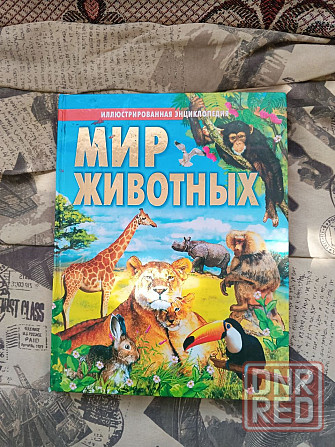 ИЛЛЮСТРИРОВАННАЯ ЭНЦИКЛОПЕДИЯ
МИР
ЖИВОТНЫХ
FIRST CLASS
DNR
RED